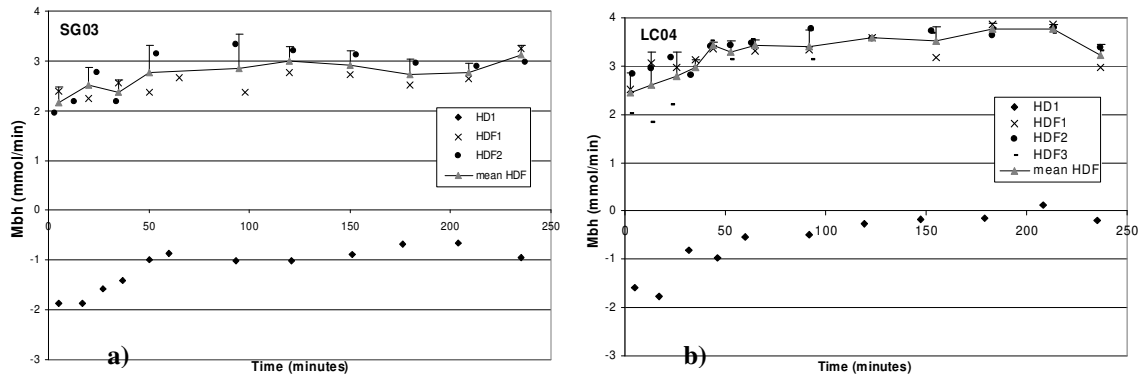 SG03
Mbh (mmol/min)
4
3
2
1
0
-1
-2
-3
0 50 100 150 200 250
HD1
HDF1
HDF2
mean HDF
a)
Time (minutes)
LC04
Mbh (mmol/min)
4
3
2
1
0
-1
-2
-3
0 50 100 150 200 250
HD1
HDF1
HDF2
HDF3
mean HDF
b)
Time (minutes)